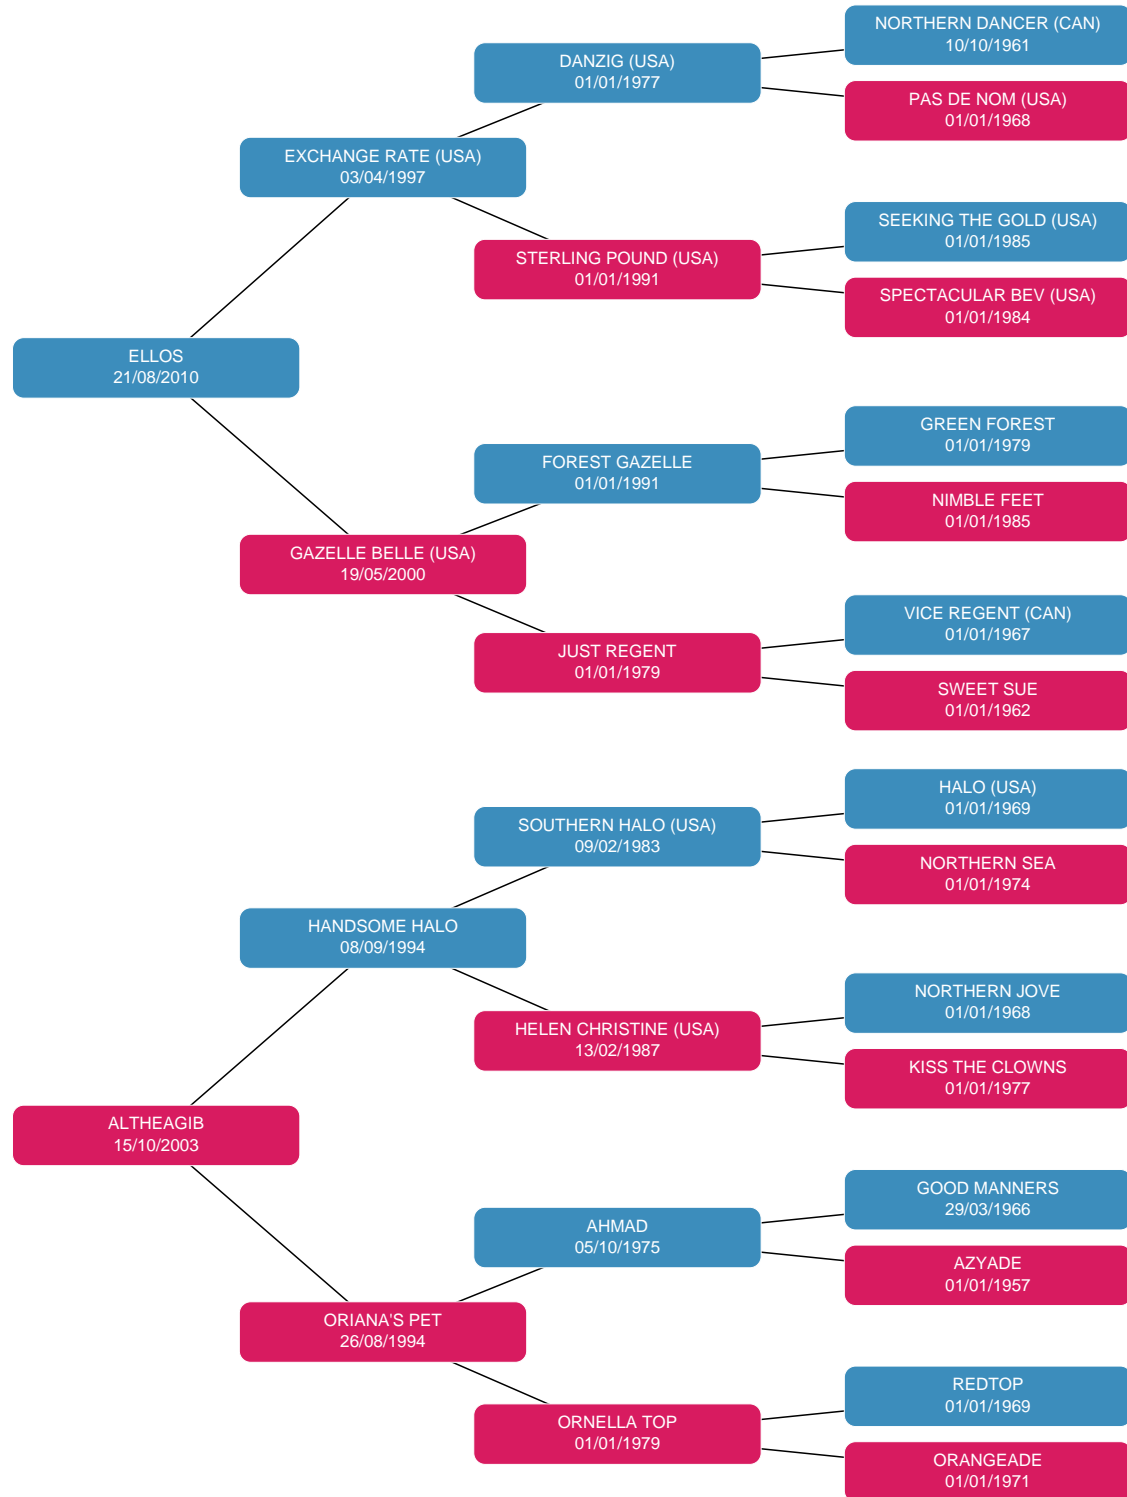 NORTHERN DANCER (CAN)
10/10/1961
DANZIG (USA)
01/01/1977
PAS DE NOM (USA)
01/01/1968
EXCHANGE RATE (USA)
03/04/1997
SEEKING THE GOLD (USA)
01/01/1985
STERLING POUND (USA)
01/01/1991
SPECTACULAR BEV (USA)
01/01/1984
ELLOS
21/08/2010
GREEN FOREST
01/01/1979
FOREST GAZELLE
01/01/1991
NIMBLE FEET
01/01/1985
GAZELLE BELLE (USA)
19/05/2000
VICE REGENT (CAN)
01/01/1967
JUST REGENT
01/01/1979
SWEET SUE
01/01/1962
HALO (USA)
01/01/1969
SOUTHERN HALO (USA)
09/02/1983
NORTHERN SEA
01/01/1974
HANDSOME HALO
08/09/1994
NORTHERN JOVE
01/01/1968
HELEN CHRISTINE (USA)
13/02/1987
KISS THE CLOWNS
01/01/1977
ALTHEAGIB
15/10/2003
GOOD MANNERS
29/03/1966
AHMAD
05/10/1975
AZYADE
01/01/1957
ORIANA'S PET
26/08/1994
REDTOP
01/01/1969
ORNELLA TOP
01/01/1979
ORANGEADE
01/01/1971